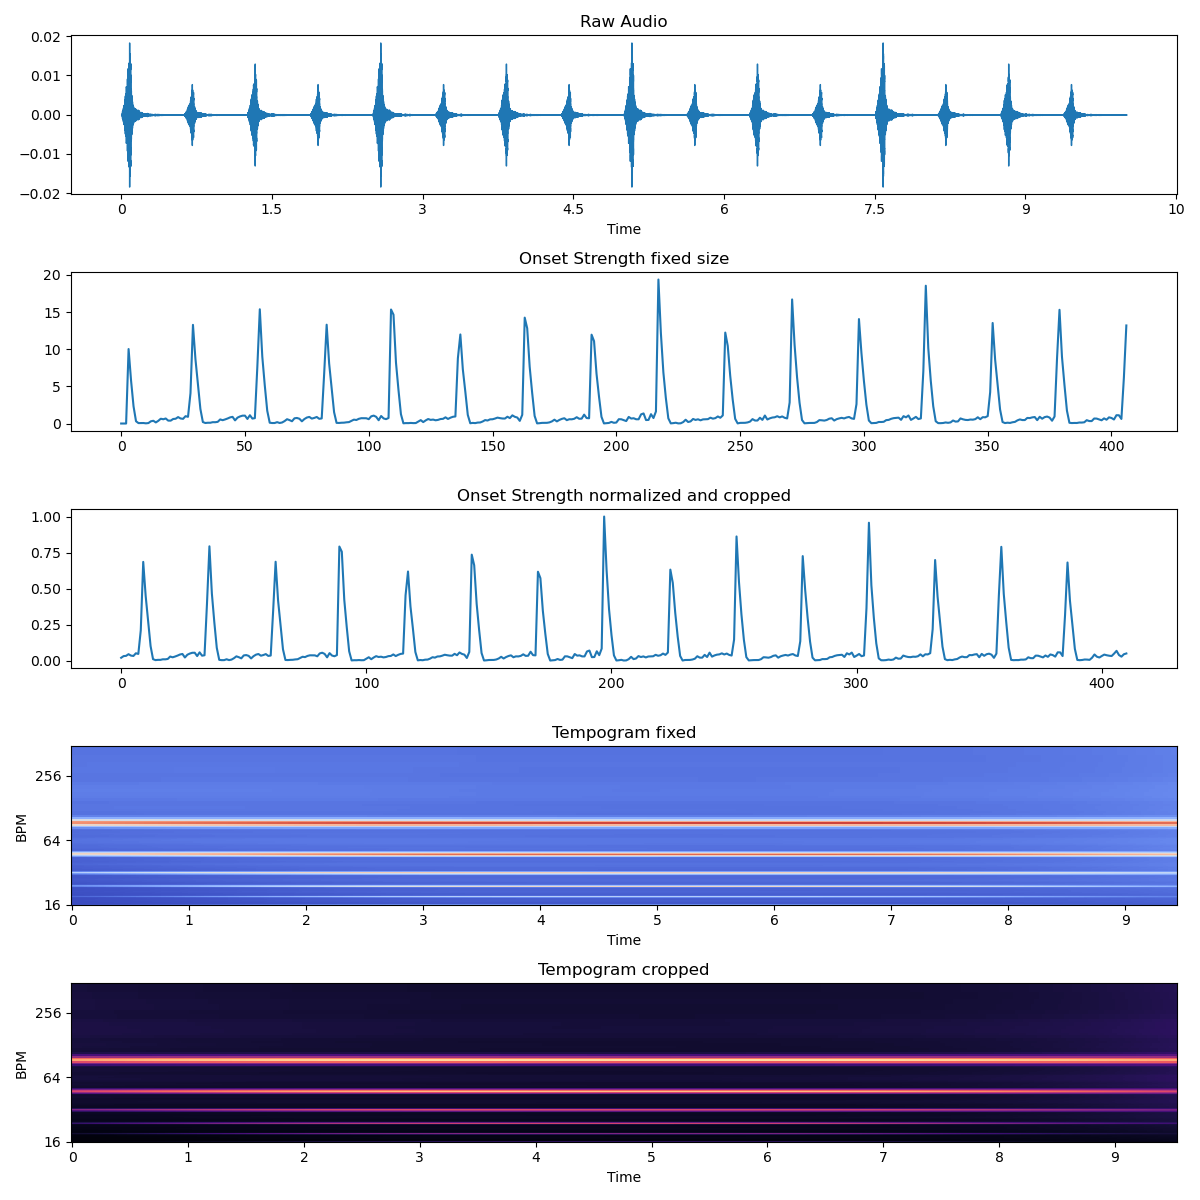 Raw Audio
0.02
0.01
0.00
−0.01
−0.02
0 1.5 3 4.5 6 7.5 9 10
Time
Onset Strength fixed size
20
15
10
5
0
0 50 100 150 200 250 300 350 400
Onset Strength normalized and cropped
1.00
0.75
0.50
0.25
0.00
0 100 200 300 400
Tempogram fixed
256
64
16
BPM
0 1 2 3 4 5 6 7 8 9
Time
Tempogram cropped
256
64
16
BPM
0 1 2 3 4 5 6 7 8 9
Time